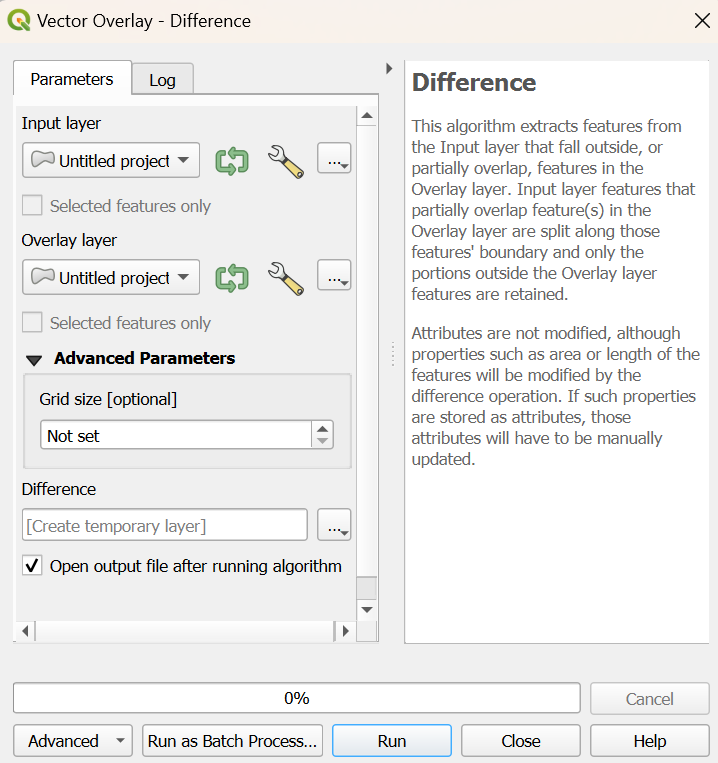 Vector Overlay - Difference
Parameters
Log
Input layer
Untitled project
...
Selected features only
Overlay layer
Untitled project
...
Selected features only
Advanced Parameters
Grid size [optional]
Not set
Difference
[Create temporary layer]
...
Open output file after running algorithm
Difference
This algorithm extracts features from
the Input layer that fall outside, or
partially overlap, features in the
Overlay layer. Input layer features that
partially overlap feature(s) in the
Overlay layer are split along those
features' boundary and only the
portions outside the Overlay layer
features are retained.
Attributes are not modified, although
properties such as area or length of the
features will be modified by the
difference operation. If such properties
are stored as attributes, those
attributes will have to be manually
updated.
0%
Cancel
Advanced
Run as Batch Process...
Run
Close
Help